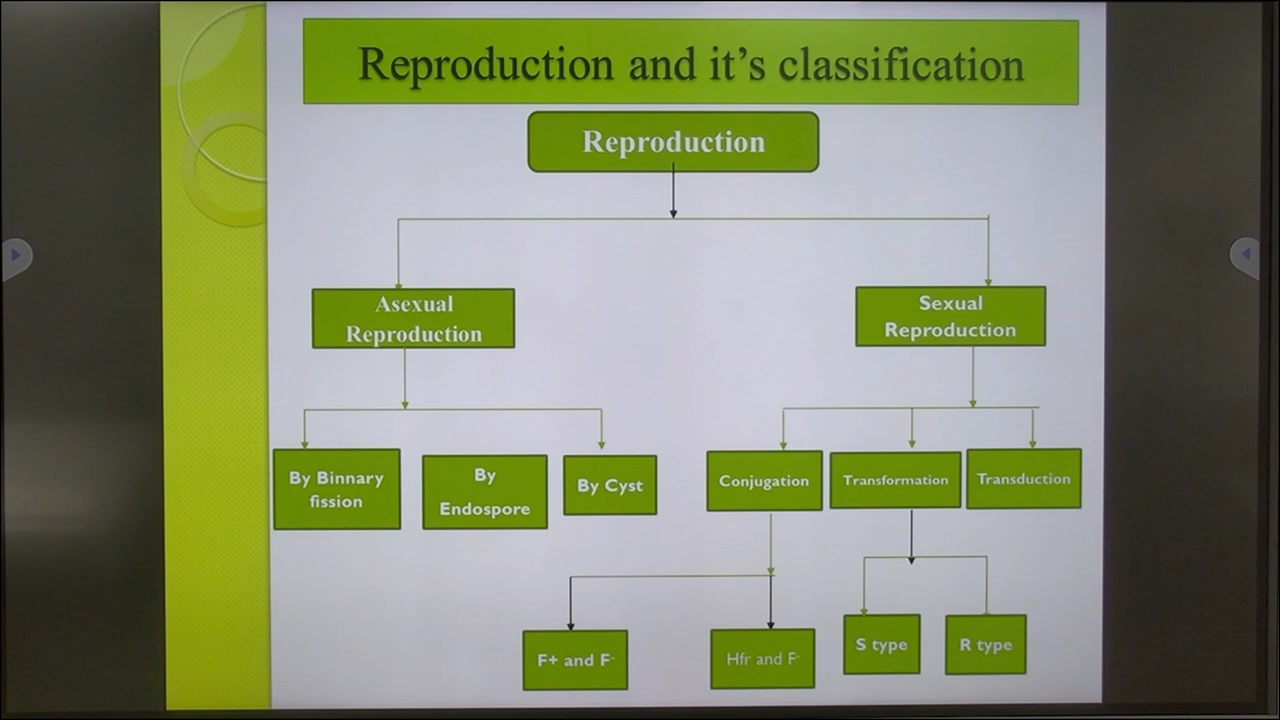 Reproduction and it's classification
Reproduction
Asexual
Reproduction
Sexual
Reproduction
By Binnary
fission
By
Endospore
By Cyst
Conjugation
Transformation
Transduction
F+ and F-
Hfr and F-
S type
R type